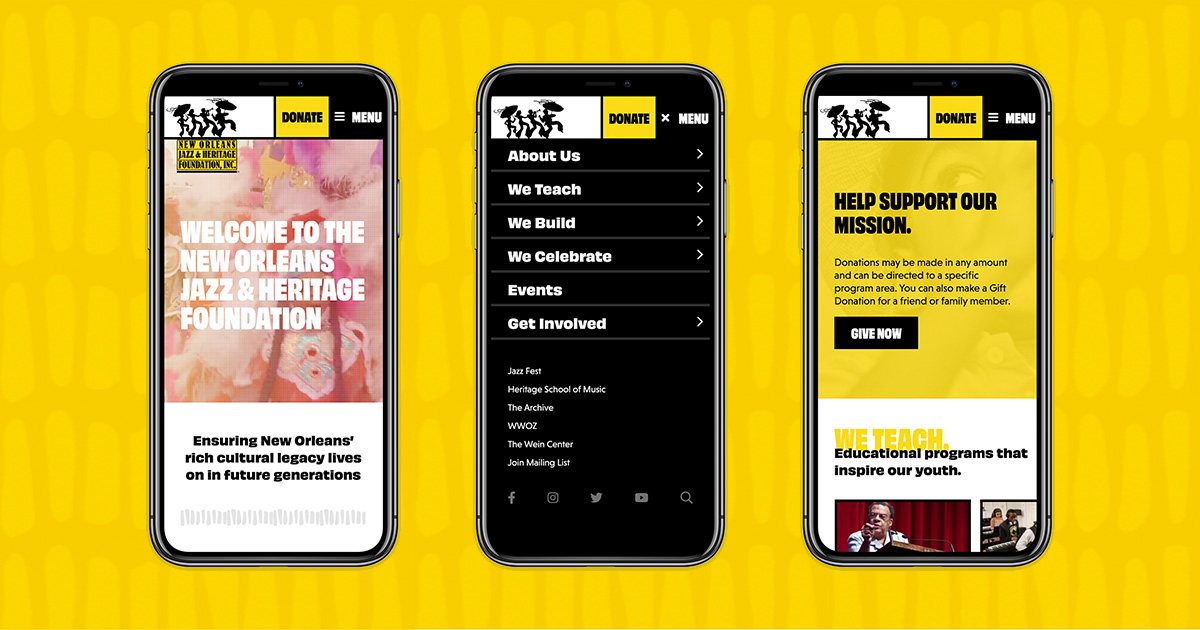 DONATE
MENU
NEW ORLEANS
JAZZ & HERITAGE
FOUNDATION, INC.
WELCOME TO THE
NEW ORLEANS
JAZZ & HERITAGE
FOUNDATION
Ensuring New Orleans'
rich cultural legacy lives
on in future generations
DONATE
MENU
About Us
We Teach
We Build
We Celebrate
Events
Get Involved
Jazz Fest
Heritage School of Music
The Archive
WWOZ
The Wein Center
Join Mailing List
DONATE
MENU
HELP SUPPORT OUR
MISSION.
Donations may be made in any amount
and can be directed to a specific
program area. You can also make a Gift
Donation for a friend or family member.
GIVE NOW
WE TEACH.
Educational programs that
inspire our youth.